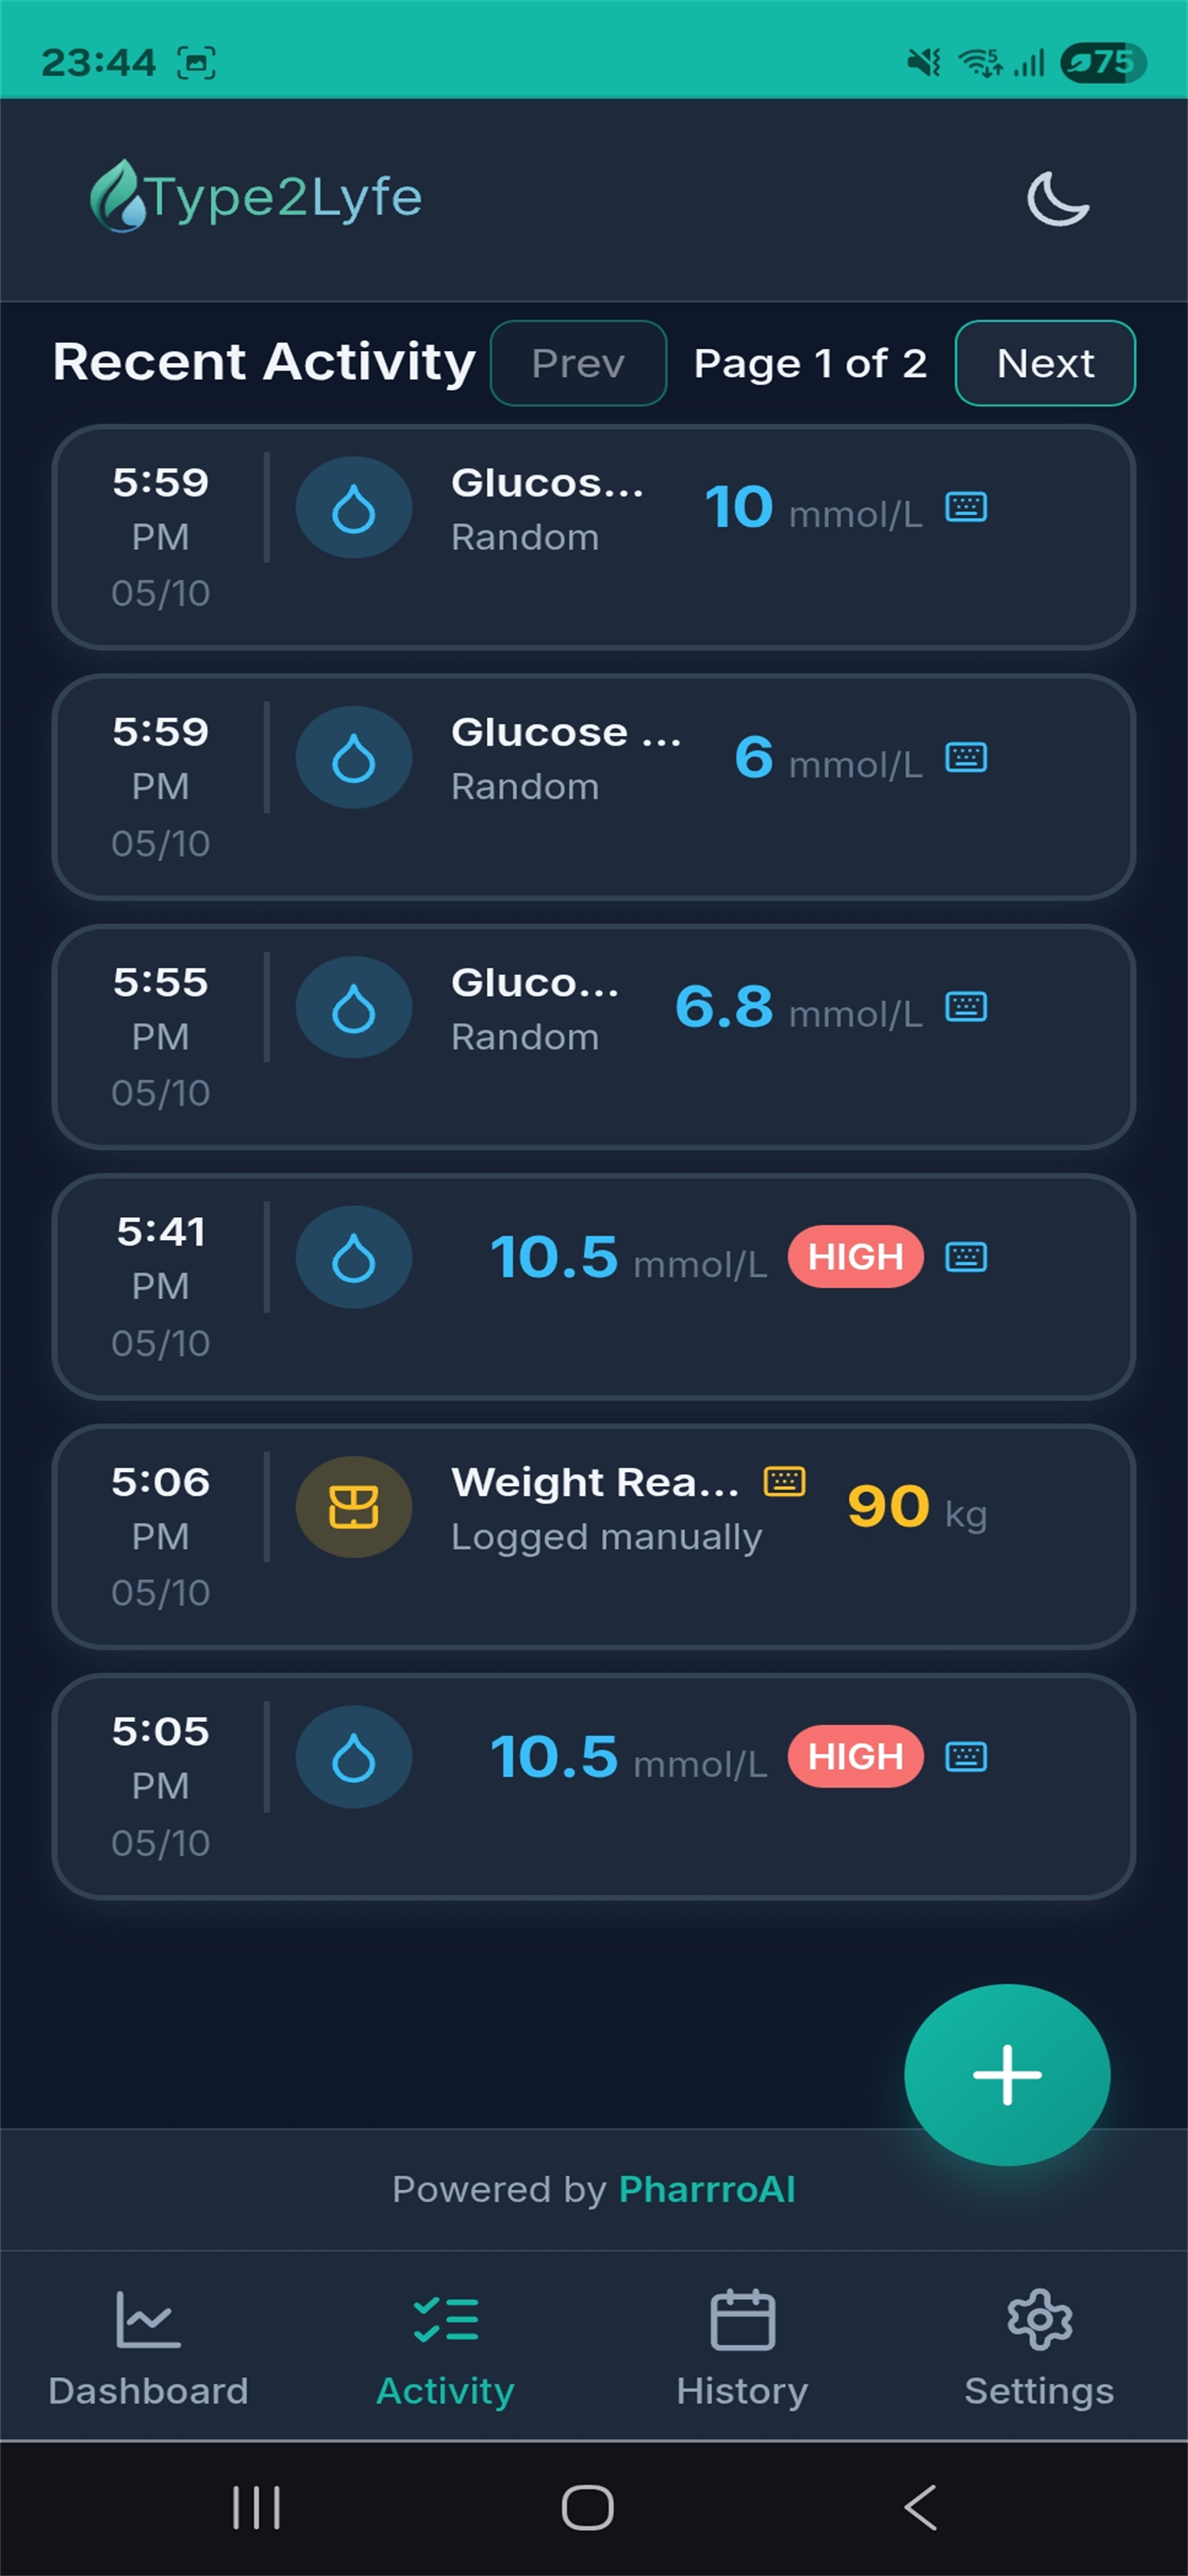 23:44 75
Type2Lyfe
Recent Activity Prev Page 1 of 2 Next
5:59 PM 05/10
Glucos...
Random
10 mmol/L
5:59 PM 05/10
Glucose ...
Random
6 mmol/L
5:55 PM 05/10
Gluco...
Random
6.8 mmol/L
5:41 PM 05/10
10.5 mmol/L HIGH
5:06 PM 05/10
Weight Rea...
Logged manually
90 kg
5:05 PM 05/10
10.5 mmol/L HIGH
Powered by PharrroAI
Dashboard Activity History Settings